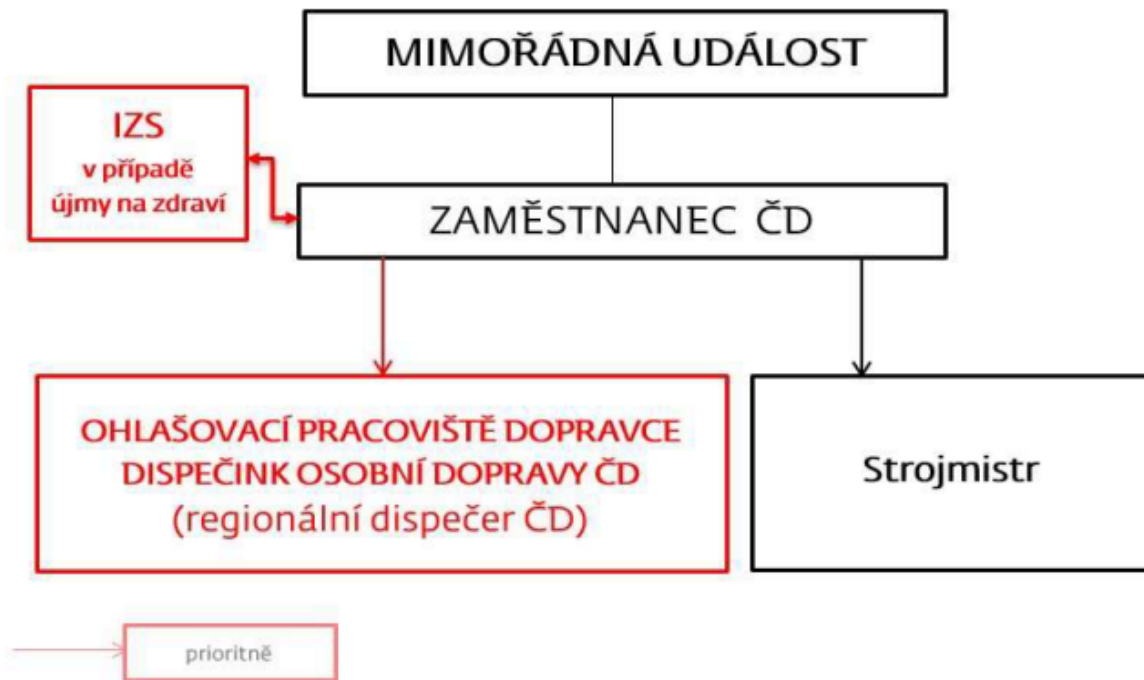 MIMOŘÁDNÁ UDÁLOST
IZS
v případě
újmy na zdraví
ZAMĚSTNANEC ČD
OHLAŠOVACÍ PRACOVIŠTĚ DOPRAVCE
DISPEČINK OSOBNÍ DOPRAVY ČD
(regionální dispečer ČD)
Strojmistr
prioritně